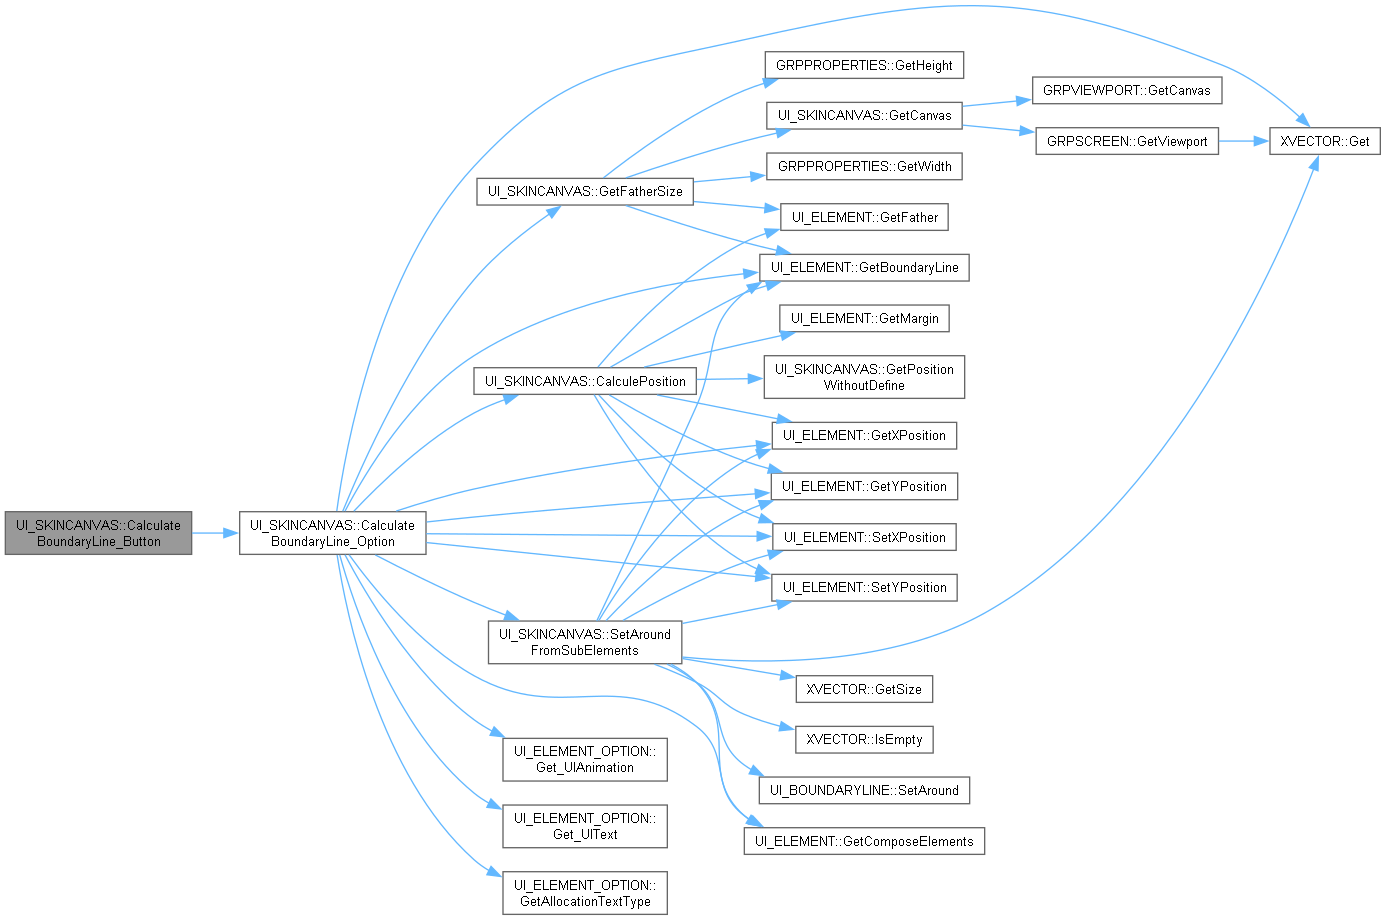 UI_SKINCANVAS::Calculate
BoundaryLine_Button
UI_SKINCANVAS::Calculate
BoundaryLine_Option
UI_SKINCANVAS::GetFatherSize
UI_SKINCANVAS::CalculePosition
UI_SKINCANVAS::SetAround
FromSubElements
UI_ELEMENT_OPTION::
Get_UIAnimation
UI_ELEMENT_OPTION::
Get_UIText
UI_ELEMENT_OPTION::
GetAllocationTextType
GRPPROPERTIES::GetHeight
UI_SKINCANVAS::GetCanvas
GRPPROPERTIES::GetWidth
UI_ELEMENT::GetFather
UI_ELEMENT::GetBoundaryLine
UI_ELEMENT::GetMargin
UI_SKINCANVAS::GetPosition
WithoutDefine
UI_ELEMENT::GetXPosition
UI_ELEMENT::GetYPosition
UI_ELEMENT::SetXPosition
UI_ELEMENT::SetYPosition
XVECTOR::GetSize
XVECTOR::IsEmpty
UI_BOUNDARYLINE::SetAround
UI_ELEMENT::GetComposeElements
GRPVIEWPORT::GetCanvas
GRPSCREEN::GetViewport
XVECTOR::Get